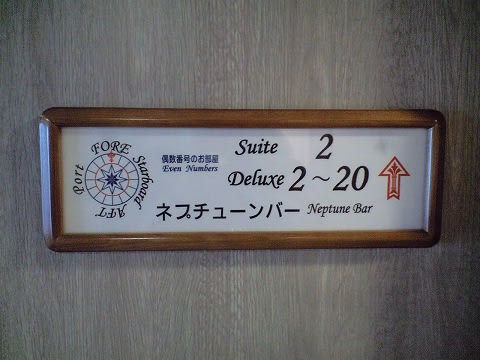 FORE
Port
Starboard
AFT
偶数番号のお部屋
Even Numbers
Suite 2
Deluxe 2～20
ネプチューンバー Neptune Bar